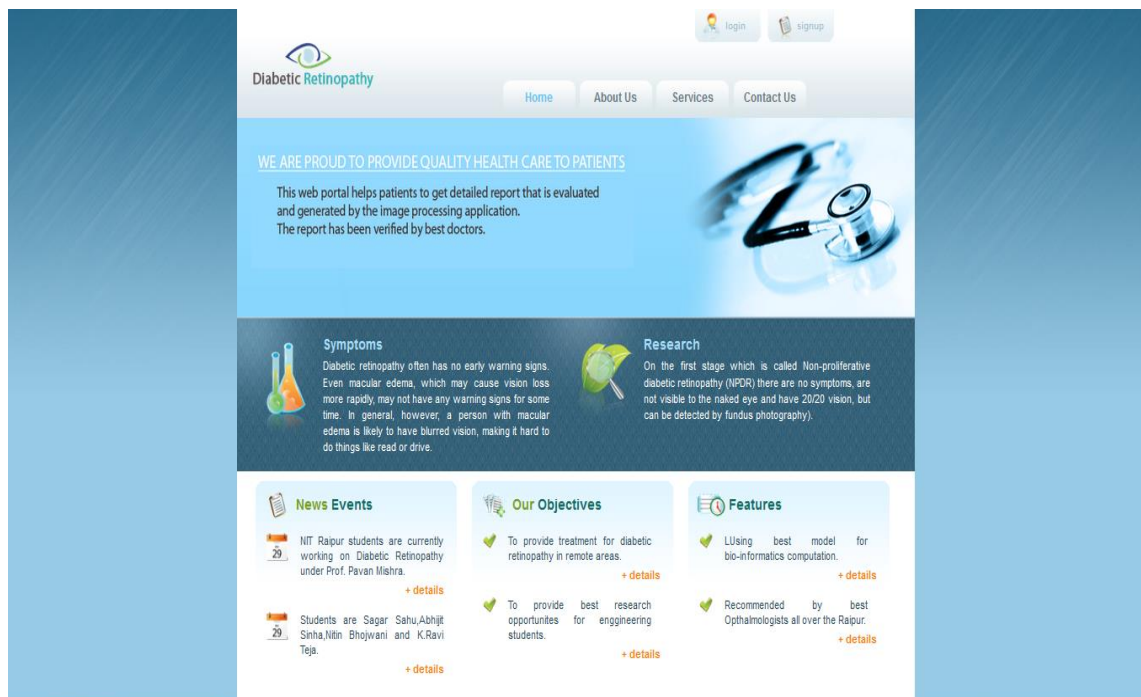 login
signup
Diabetic Retinopathy
Home
About Us
Services
Contact Us
WE ARE PROUD TO PROVIDE QUALITY HEALTH CARE TO PATIENTS
This web portal helps patients to get detailed report that is evaluated
and generated by the image processing application.
The report has been verified by best doctors.
Symptoms
Diabetic retinopathy often has no early warning signs.
Even macular edema, which may cause vision loss
more rapidly, may not have any warning signs for some
time. In general, however, a person with macular
edema is likely to have blurred vision, making it hard to
do things like read or drive.
Research
On the first stage which is called Non-proliferative
diabetic retinopathy (NPDR) there are no symptoms, are
not visible to the naked eye and have 20/20 vision, but
can be detected by fundus photography).
News Events
29
NIT Raipur students are currently
working on Diabetic Retinopathy
under Prof. Pavan Mishra.
+ details
29
Students are Sagar Sahu,Abhijit
Sinha,Nitin Bhojwani and K.Ravi
Teja.
+ details
Our Objectives
To provide treatment for diabetic
retinopathy in remote areas.
+ details
To provide best research
opportunites for enggineering
students.
+ details
Features
LUsing best model for
bio-informatics computation.
+ details
Recommended by best
Opthalmologists all over the Raipur.
+ details